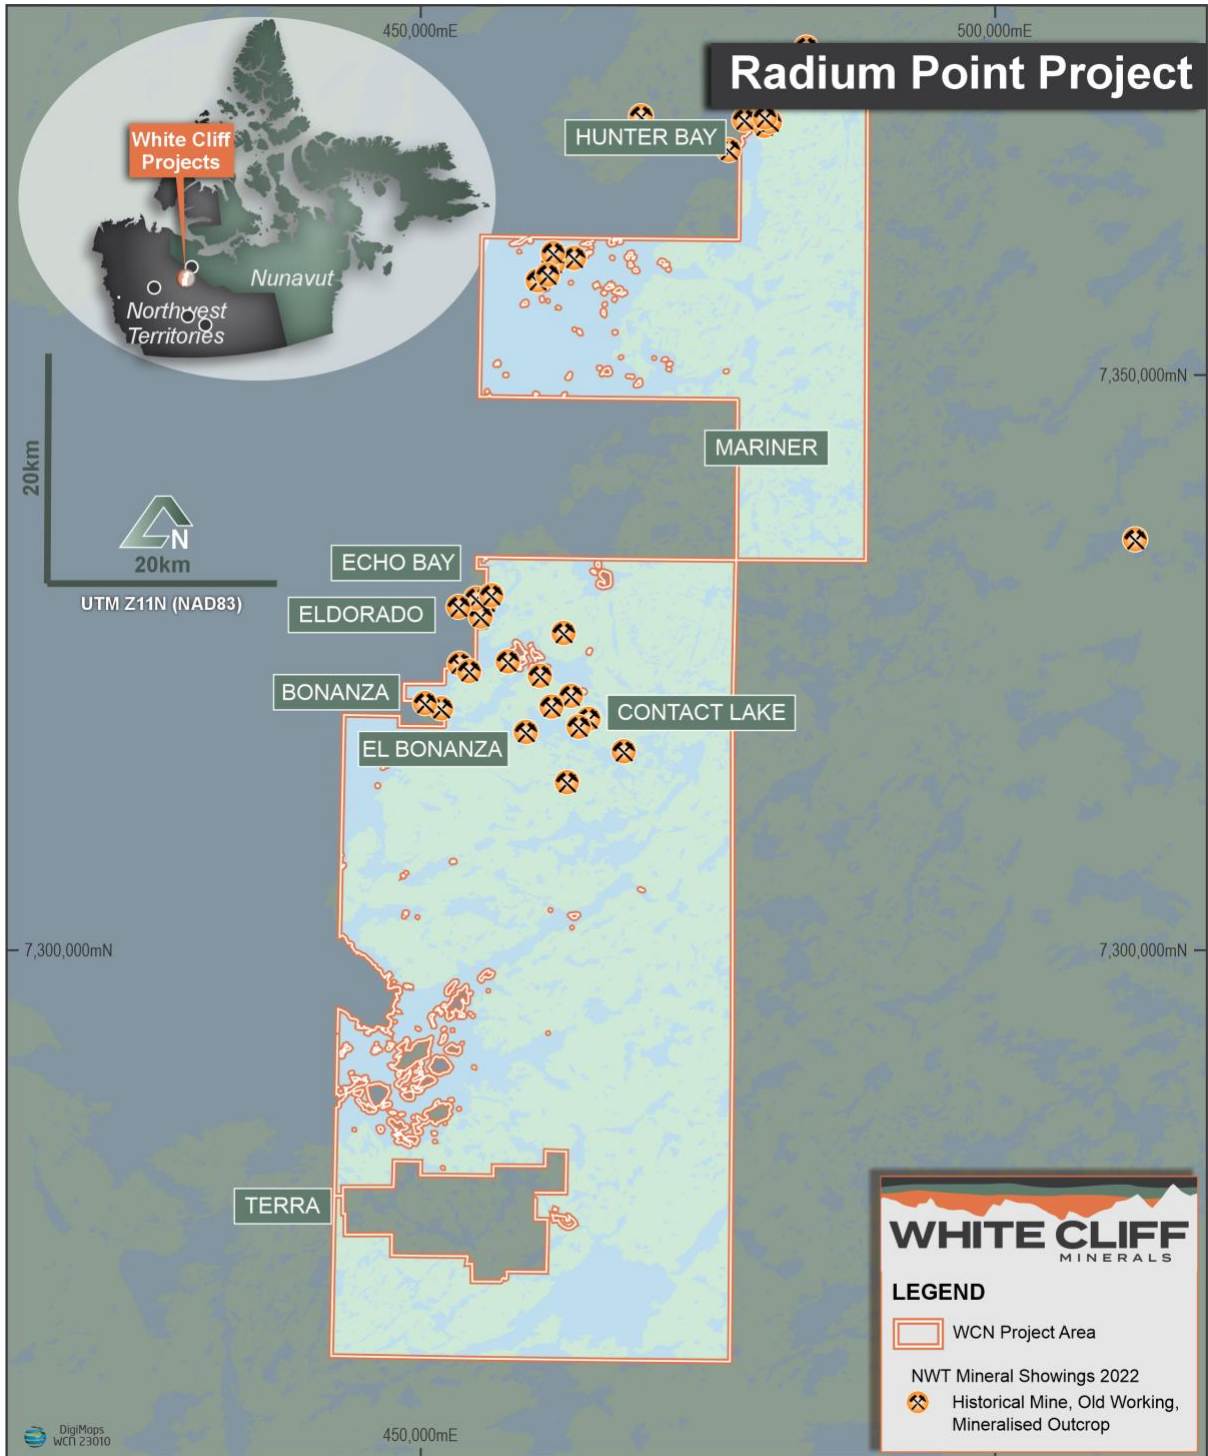 450,000mE
500,000mE
Radium Point Project
White Cliff
Projects
HUNTER BAY
Nunavut
Northwest
Territories
7,350,000mN
MARINER
20km
N
20km
UTM Z11N (NAD83)
ECHO BAY
ELDORADO
BONANZA
CONTACT LAKE
EL BONANZA
7,300,000mN
7,300,000mN
TERRA
WHITE CLIFF
MINERALS
LEGEND
WCN Project Area
NWT Mineral Showings 2022
Historical Mine, Old Working,
Mineralised Outcrop
DigiMaps
WCN 23010
450,000mE